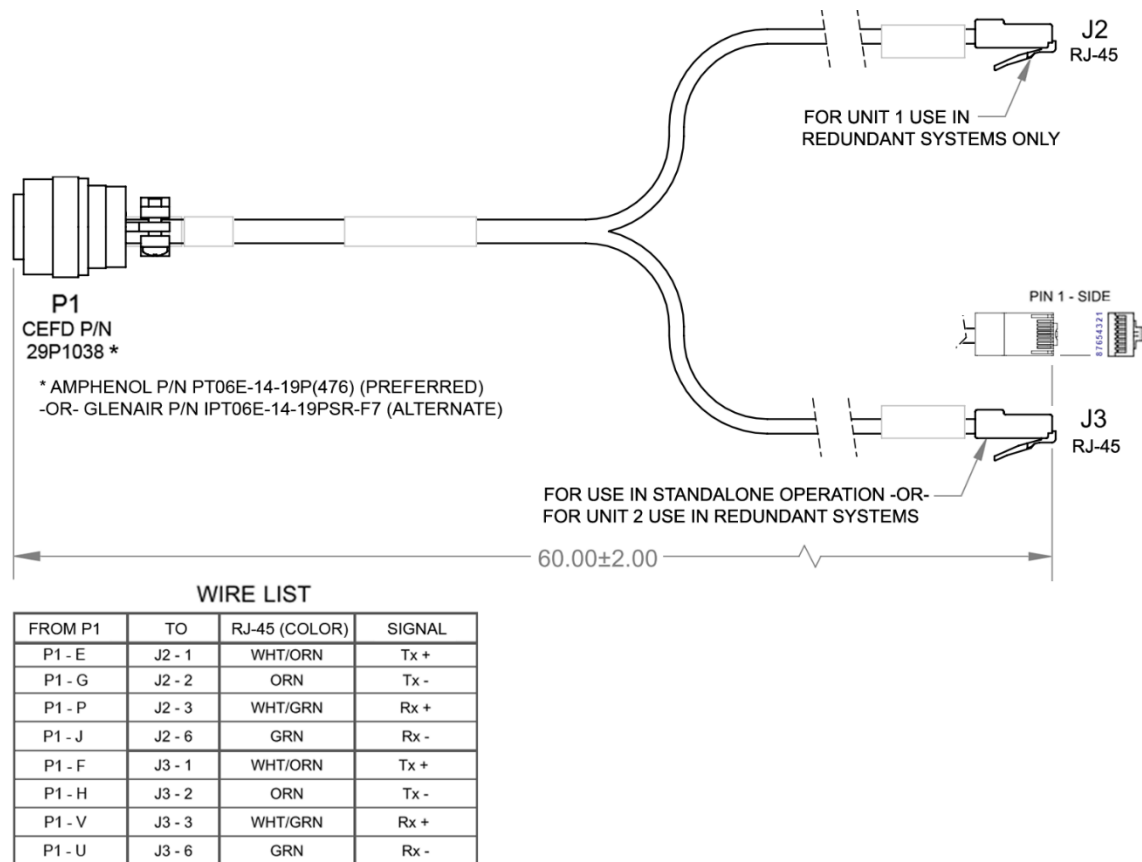 J2
RJ-45
FOR UNIT 1 USE IN
REDUNDANT SYSTEMS ONLY
P1
CEFD P/N
29P1038 *
* AMPHENOL P/N PT06E-14-19P(476) (PREFERRED)
-OR- GLENAIR P/N IPT06E-14-19PSR-F7 (ALTERNATE)
PIN 1 - SIDE
87654321
J3
RJ-45
FOR USE IN STANDALONE OPERATION -OR-
FOR UNIT 2 USE IN REDUNDANT SYSTEMS
60.00±2.00
WIRE LIST
FROM P1 TO RJ-45 (COLOR) SIGNAL
P1 - E J2 - 1 WHT/ORN Tx +
P1 - G J2 - 2 ORN Tx -
P1 - P J2 - 3 WHT/GRN Rx +
P1 - J J2 - 6 GRN Rx -
P1 - F J3 - 1 WHT/ORN Tx +
P1 - H J3 - 2 ORN Tx -
P1 - V J3 - 3 WHT/GRN Rx +
P1 - U J3 - 6 GRN Rx -